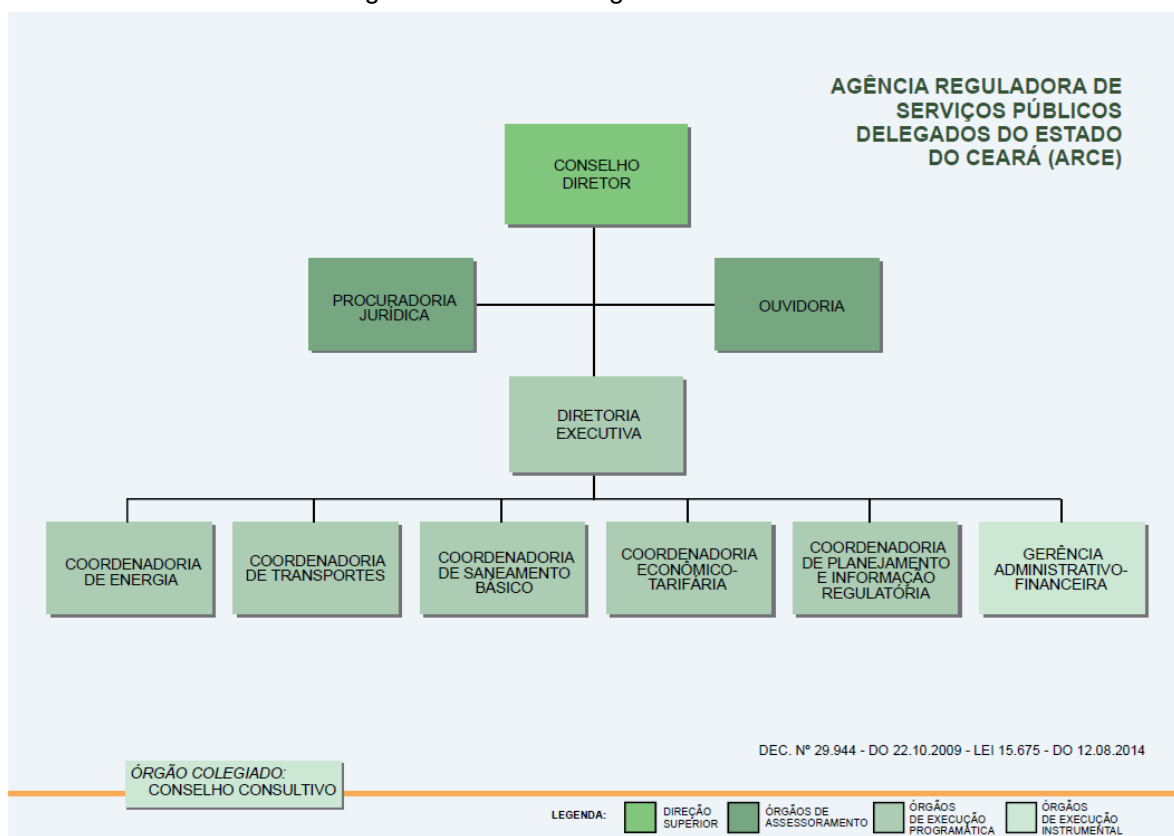 AGÊNCIA REGULADORA DE
SERVIÇOS PÚBLICOS
DELEGADOS DO ESTADO
DO CEARÁ (ARCE)
CONSELHO
DIRETOR
PROCURADORIA
JURÍDICA
OUVIDORIA
DIRETORIA
EXECUTIVA
COORDENADORIA
DE ENERGIA
COORDENADORIA
DE TRANSPORTES
COORDENADORIA
DE SANEAMENTO
BÁSICO
COORDENADORIA
ECONÔMICO-
TARIFÁRIA
COORDENADORIA
DE PLANEJAMENTO
E INFORMAÇÃO
REGULATÓRIA
GERÊNCIA
ADMINISTRATIVO-
FINANCEIRA
DEC. Nº 29.944 - DO 22.10.2009 - LEI 15.675 - DO 12.08.2014
ÓRGÃO COLEGIADO:
CONSELHO CONSULTIVO
LEGENDA:
DIREÇÃO
SUPERIOR
ÓRGÃOS DE
ASSESSORAMENTO
ÓRGÃOS
DE EXECUÇÃO
PROGRAMÁTICA
ÓRGÃOS
DE EXECUÇÃO
INSTRUMENTAL